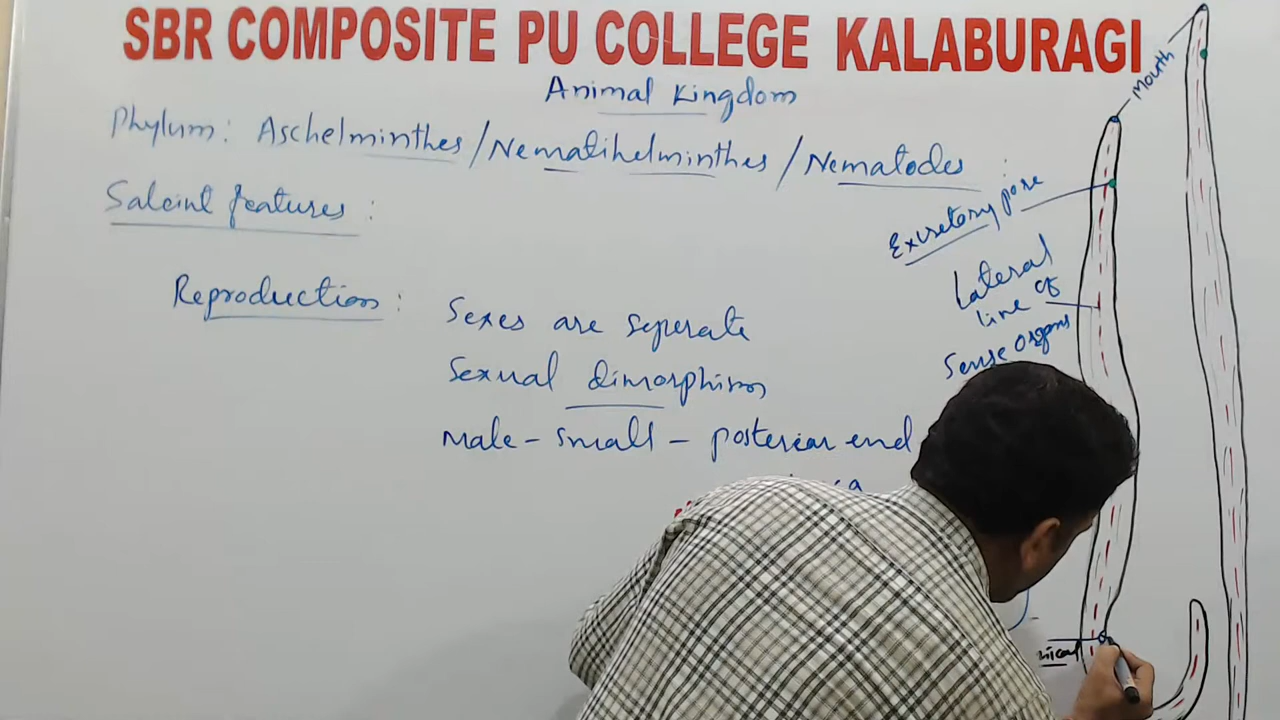 SBR COMPOSITE PU COLLEGE KALABURAGI
Animal Kingdom
Phylum: Aschelminthes / Nematihelminthes / Nematodes
Saleint features :
Reproduction : Sexes are seperate
Sexual dimorphism
Male - small - posterior end
Mouth
Excretory pore
Lateral
line of
Sense organs